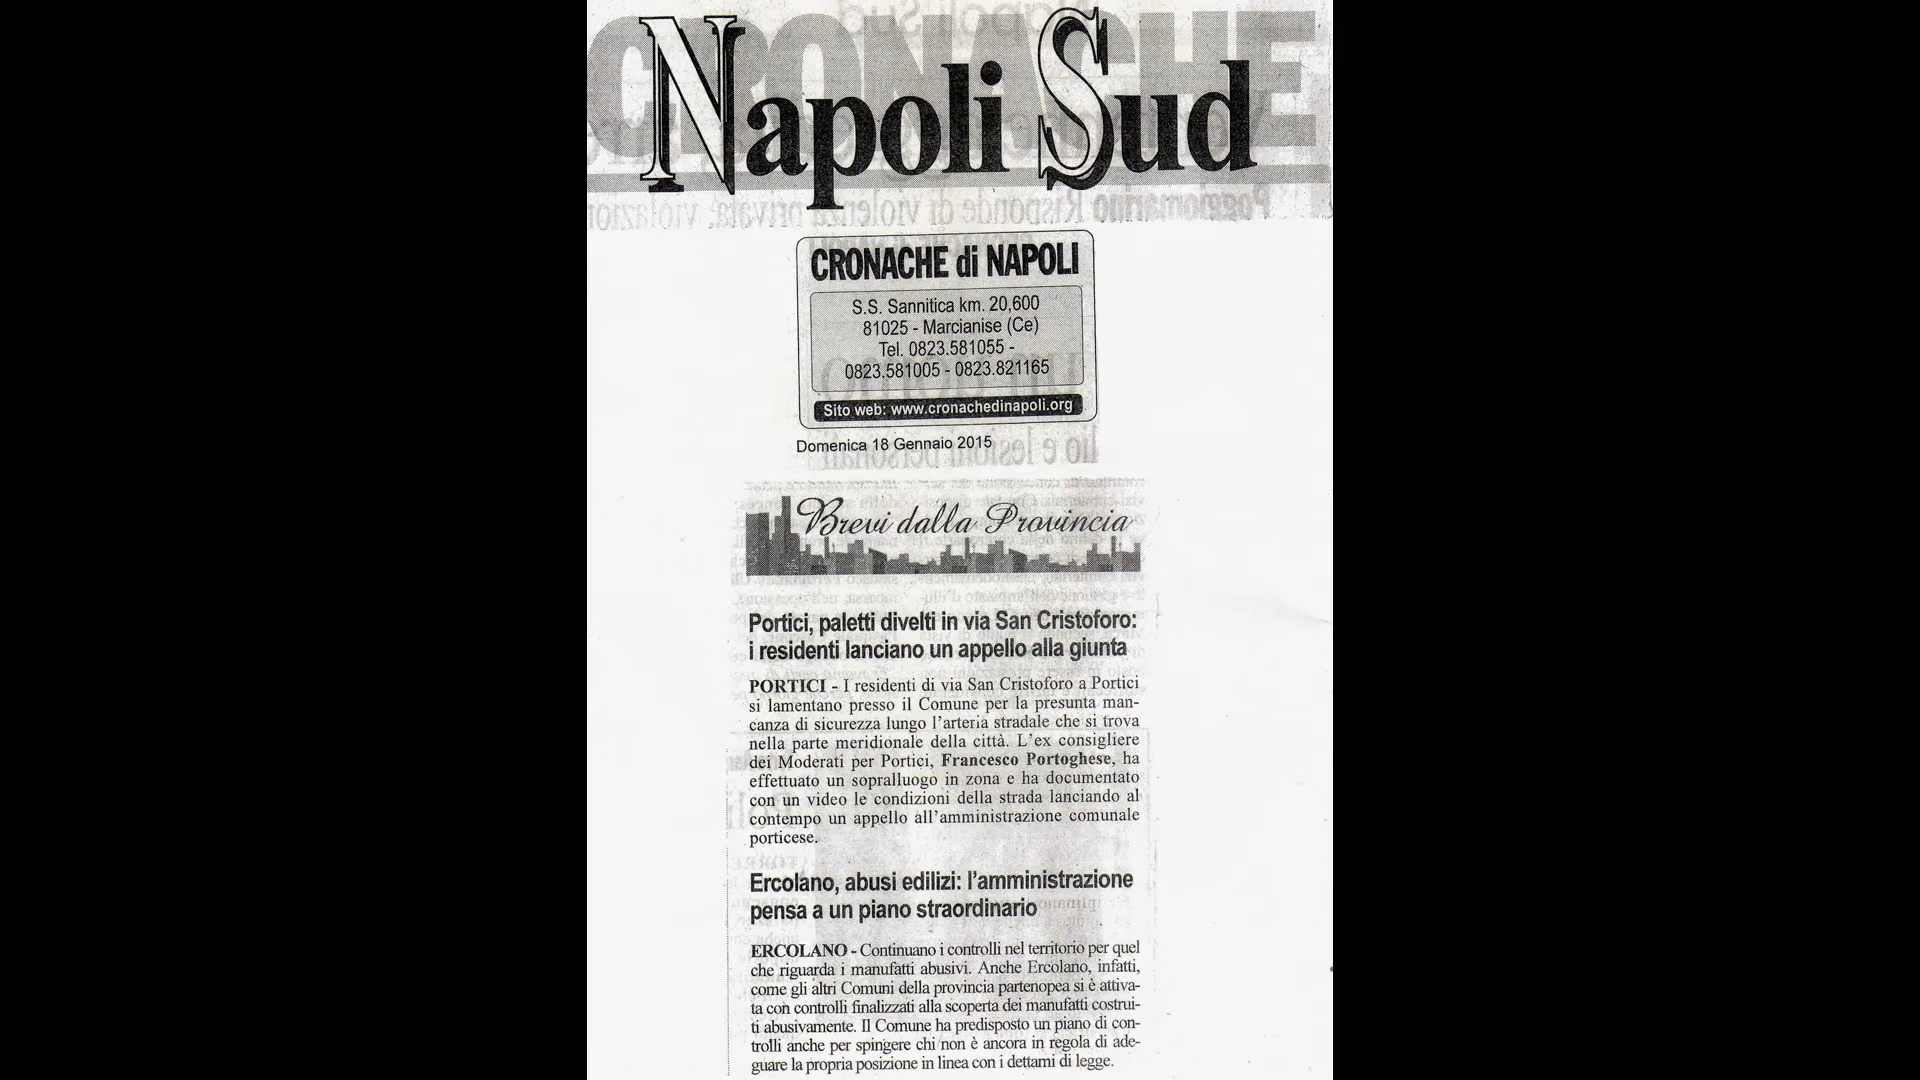 CRONACHE
Napoli Sud
Poggiomarino Risponde di violenza privata, violazion
CRONACHE di NAPOLI
S.S. Sannitica km. 20,600
81025 - Marcianise (Ce)
Tel. 0823.581055 -
0823.581005 - 0823.821165
Sito web: www.cronachedinapoli.org
Domenica 18 Gennaio 2015
Brevi dalla Provincia
Portici, paletti divelti in via San Cristoforo:
i residenti lanciano un appello alla giunta
PORTICI - I residenti di via San Cristoforo a Portici
si lamentano presso il Comune per la presunta man-
canza di sicurezza lungo l'arteria stradale che si trova
nella parte meridionale della città. L'ex consigliere
dei Moderati per Portici, Francesco Portoghese, ha
effettuato un sopralluogo in zona e ha documentato
con un video le condizioni della strada lanciando al
contempo un appello all'amministrazione comunale
porticese.
Ercolano, abusi edilizi: l'amministrazione
pensa a un piano straordinario
ERCOLANO - Continuano i controlli nel territorio per quel
che riguarda i manufatti abusivi. Anche Ercolano, infatti,
come gli altri Comuni della provincia partenopea si è attiva-
ta con controlli finalizzati alla scoperta dei manufatti costrui-
ti abusivamente. Il Comune ha predisposto un piano di con-
trolli anche per spingere chi non è ancora in regola di ade-
guare la propria posizione in linea con i dettami di legge.